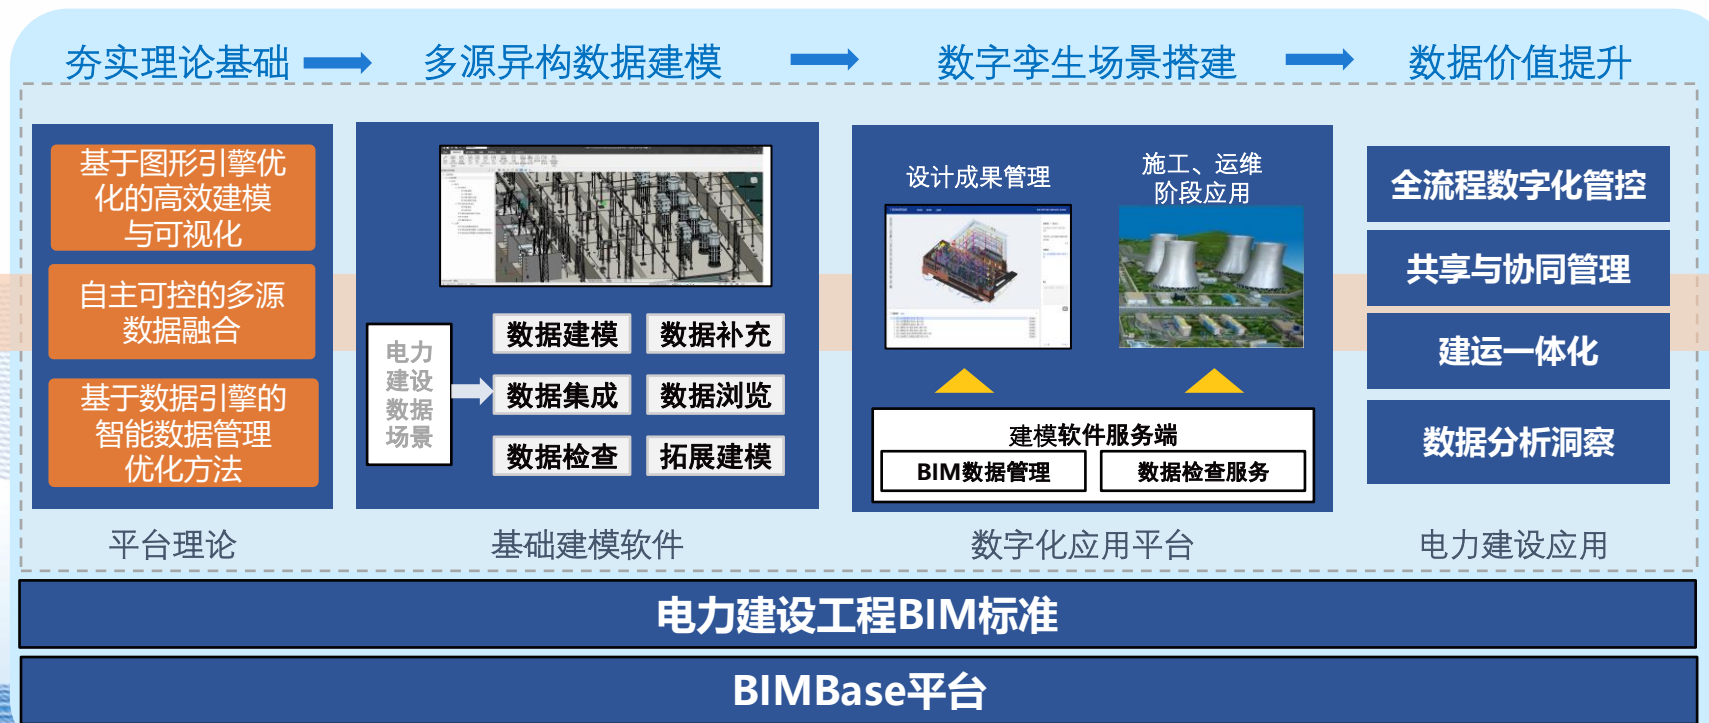 夯实理论基础
多源异构数据建模
数字孪生场景搭建
数据价值提升
基于图形引擎优
化的高效建模
与可视化
自主可控的多源
数据融合
基于数据引擎的
智能数据管理
优化方法
平台理论
电力
建设
数据
场景
数据建模
数据补充
数据集成
数据浏览
数据检查
拓展建模
基础建模软件
设计成果管理
施工、运维
阶段应用
建模软件服务端
BIM数据管理
数据检查服务
数字化应用平台
全流程数字化管控
共享与协同管理
建运一体化
数据分析洞察
电力建设应用
电力建设工程BIM标准
BIMBase平台